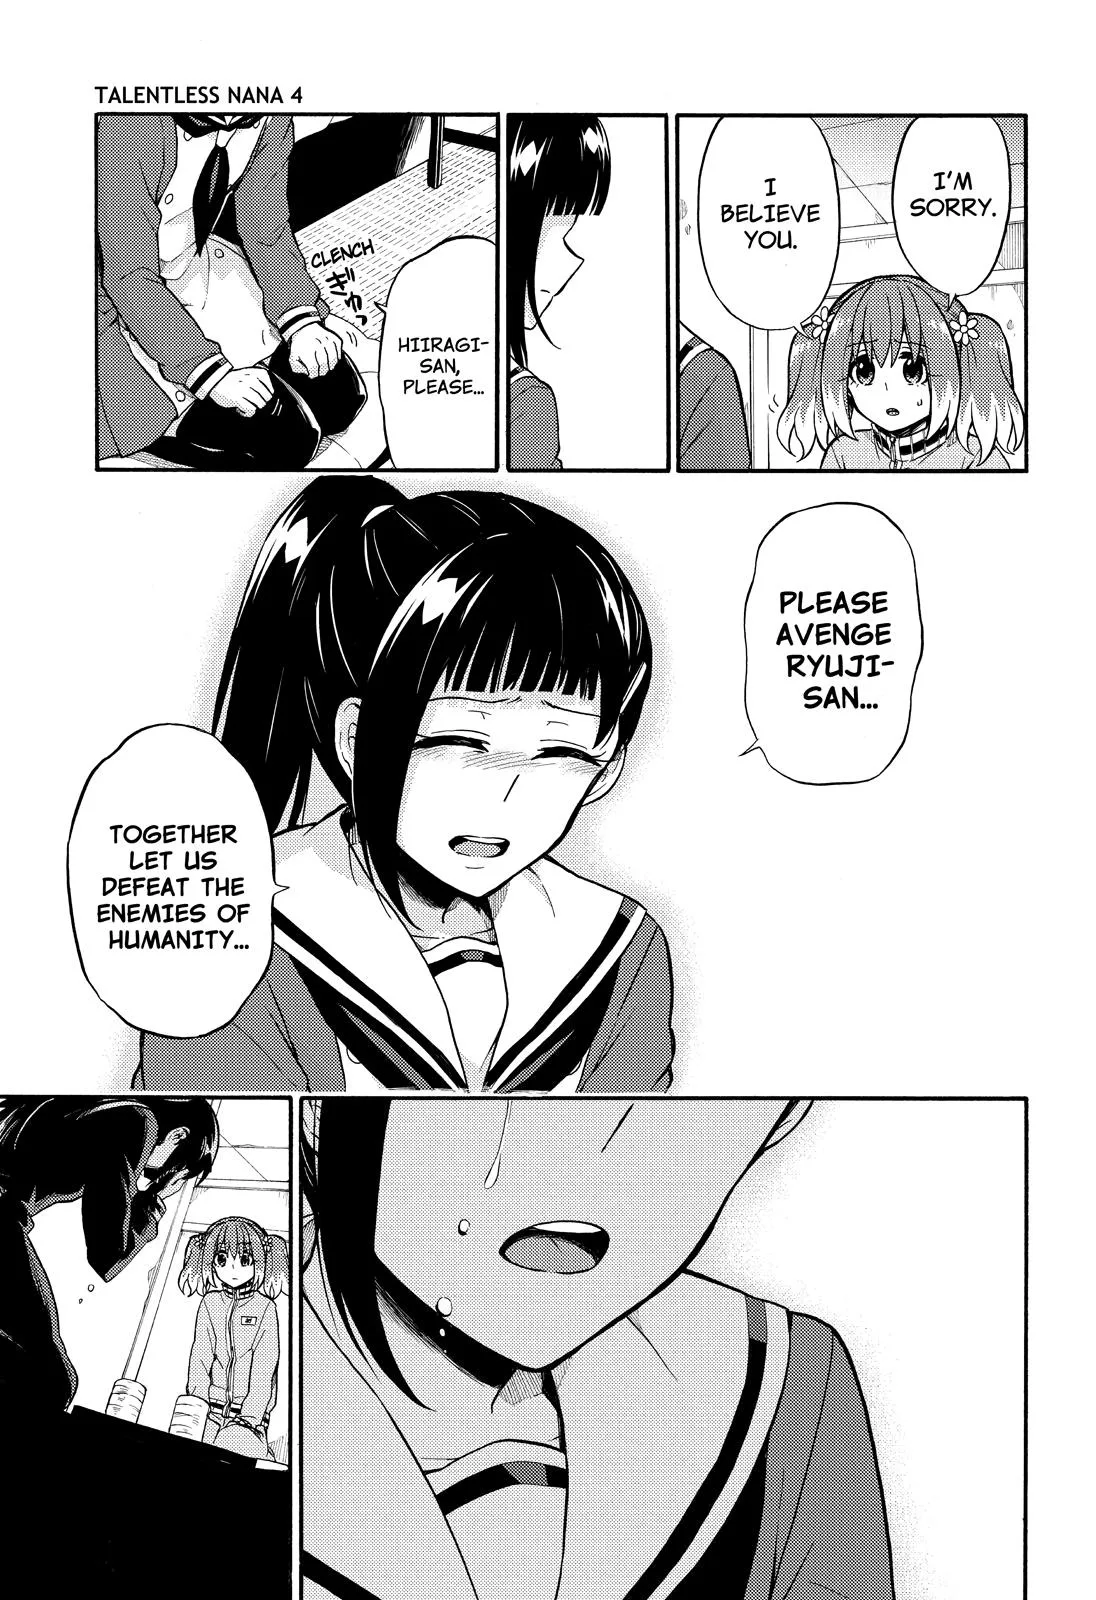 TALENTLESS NANA 4
I'M
SORRY.
I
BELIEVE
YOU.
HIIRAGI-
SAN,
PLEASE...
CLENCH
ぎゅっ
PLEASE
AVENGE
RYUJI-
SAN...
TOGETHER
LET US
DEFEAT THE
ENEMIES OF
HUMANITY...